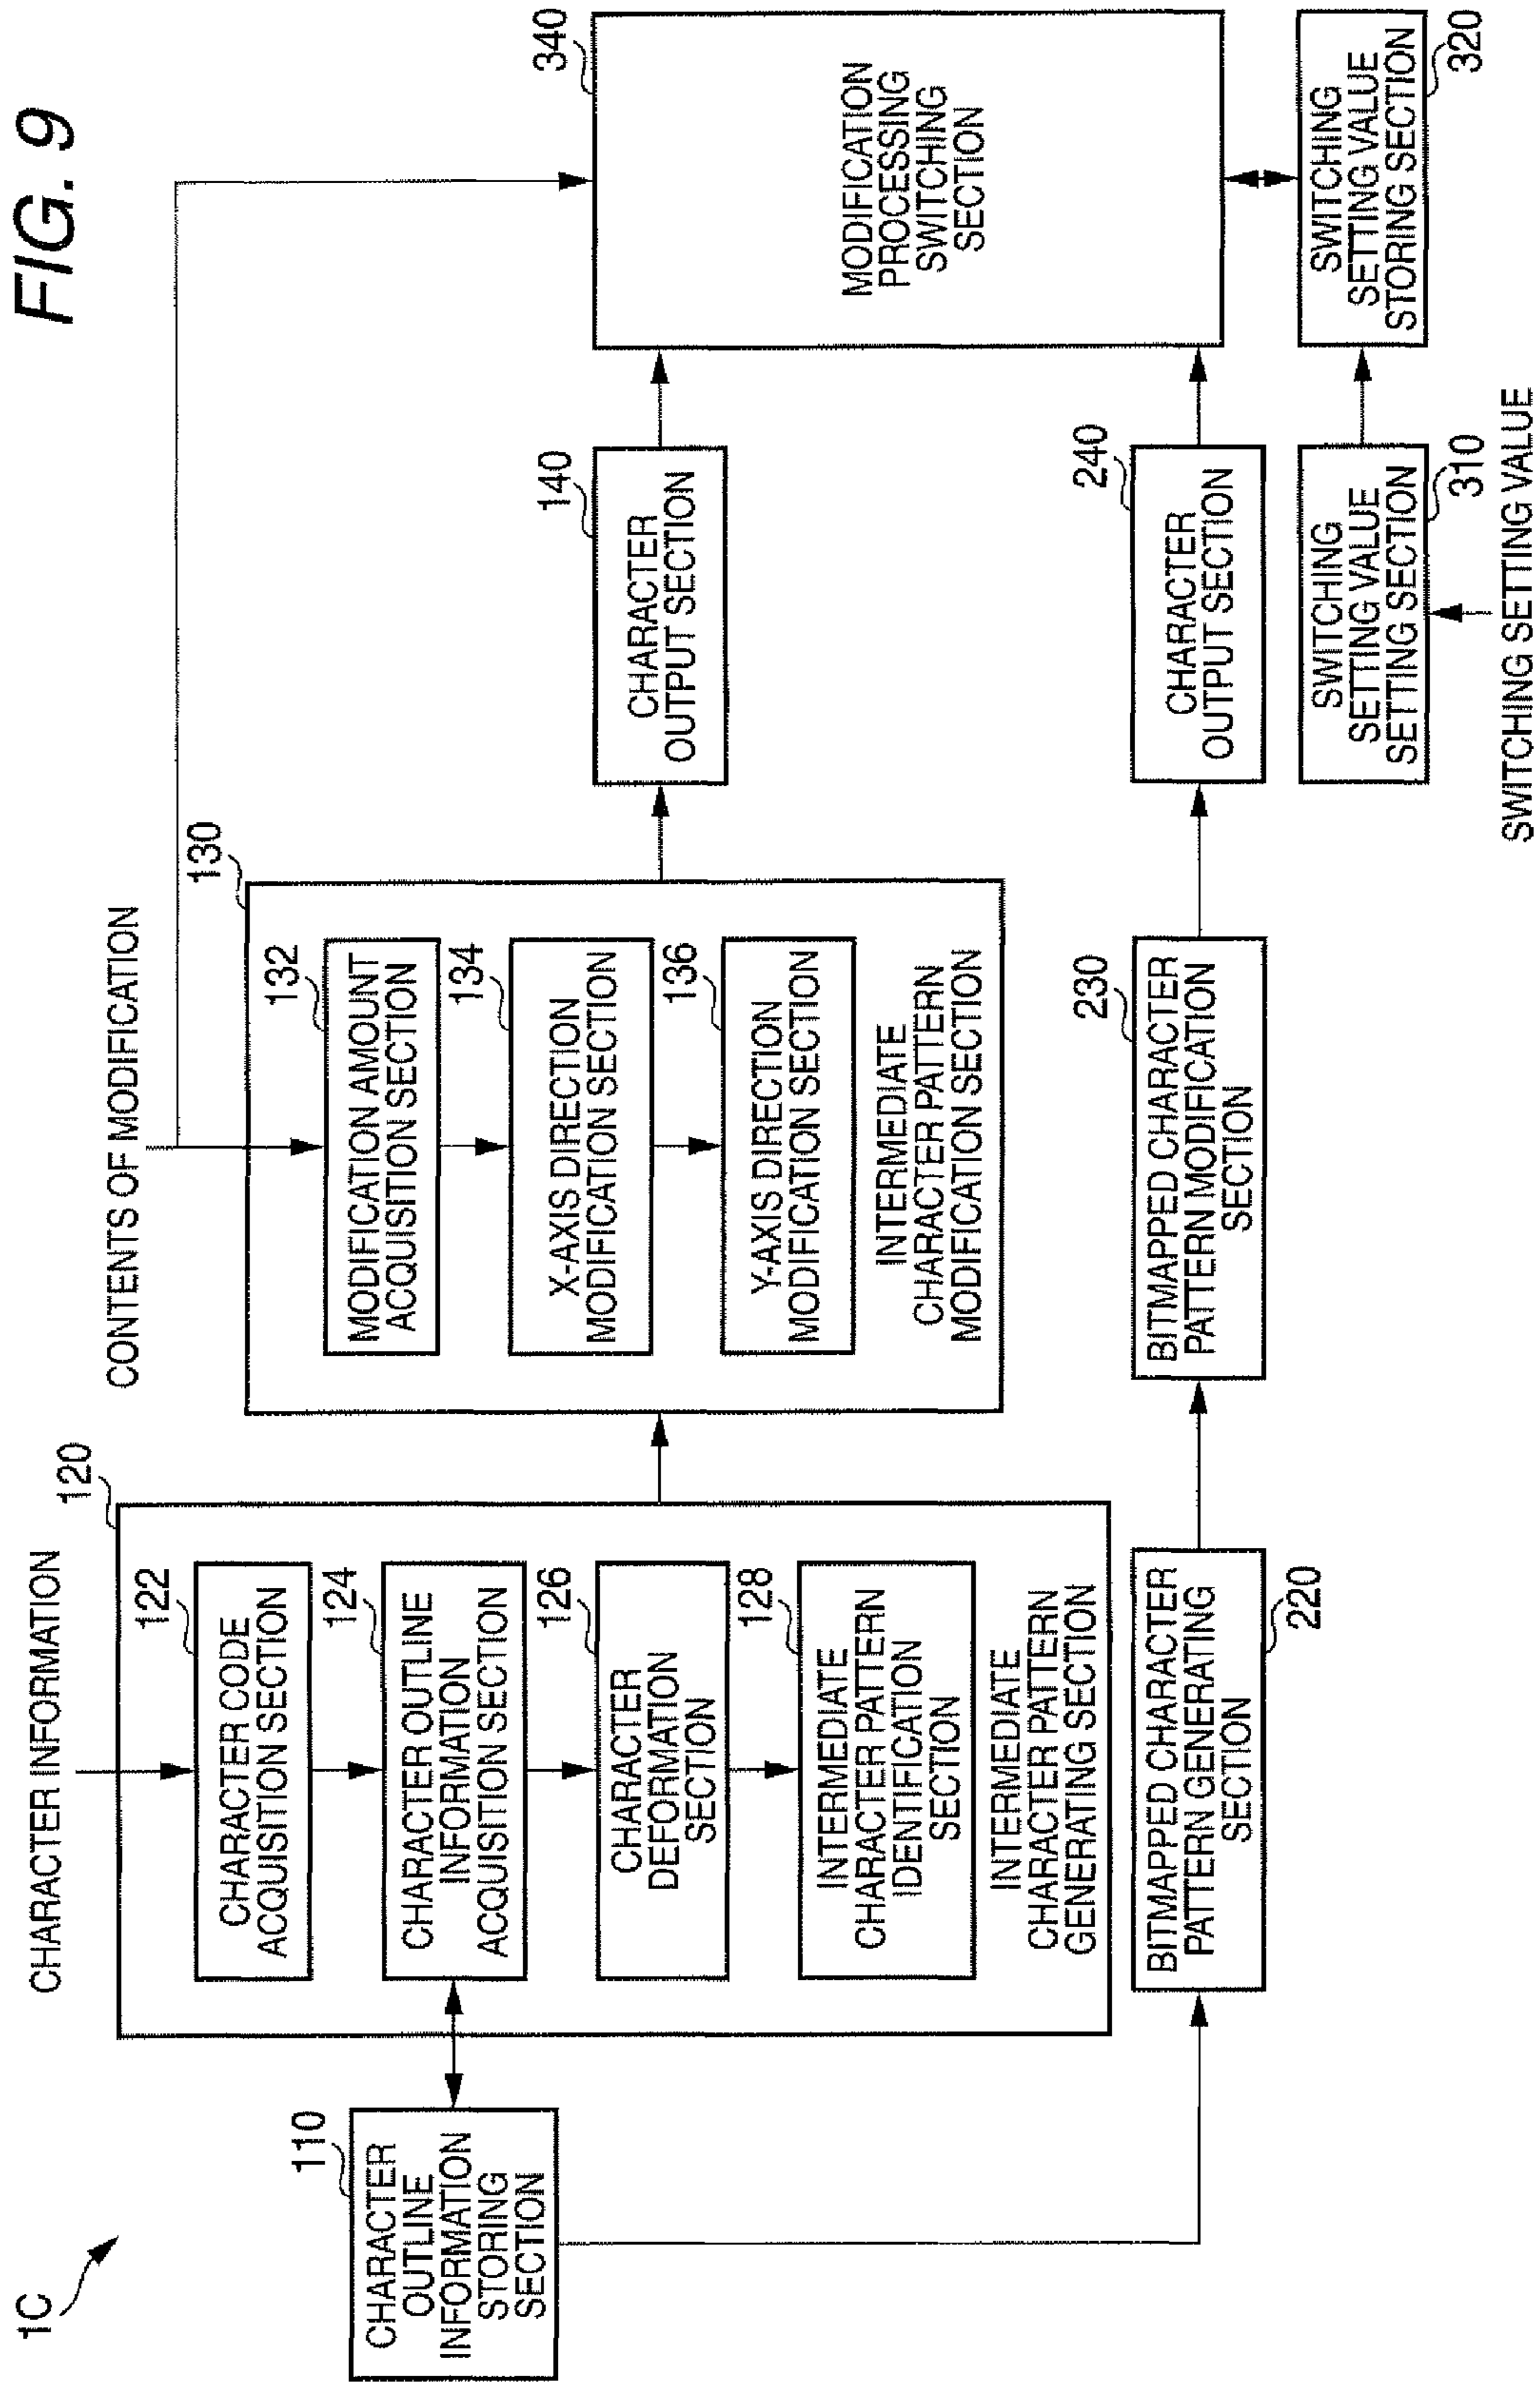 FIG. 9
1C
CHARACTER INFORMATION
CONTENTS OF MODIFICATION
110
CHARACTER
OUTLINE
INFORMATION
STORING
SECTION
120
122
CHARACTER CODE
ACQUISITION SECTION
124
CHARACTER OUTLINE
INFORMATION
ACQUISITION SECTION
126
CHARACTER
DEFORMATION
SECTION
128
INTERMEDIATE
CHARACTER PATTERN
IDENTIFICATION
SECTION
INTERMEDIATE
CHARACTER PATTERN
GENERATING SECTION
130
132
MODIFICATION AMOUNT
ACQUISITION SECTION
134
X-AXIS DIRECTION
MODIFICATION SECTION
136
Y-AXIS DIRECTION
MODIFICATION SECTION
INTERMEDIATE
CHARACTER PATTERN
MODIFICATION SECTION
140
CHARACTER
OUTPUT SECTION
340
MODIFICATION
PROCESSING
SWITCHING
SECTION
BITMAPPED CHARACTER
PATTERN GENERATING
SECTION
220
230
BITMAPPED CHARACTER
PATTERN MODIFICATION
SECTION
240
CHARACTER
OUTPUT SECTION
SWITCHING
SETTING VALUE
SETTING SECTION
310
SWITCHING
SETTING VALUE
STORING SECTION
320
SWITCHING SETTING VALUE